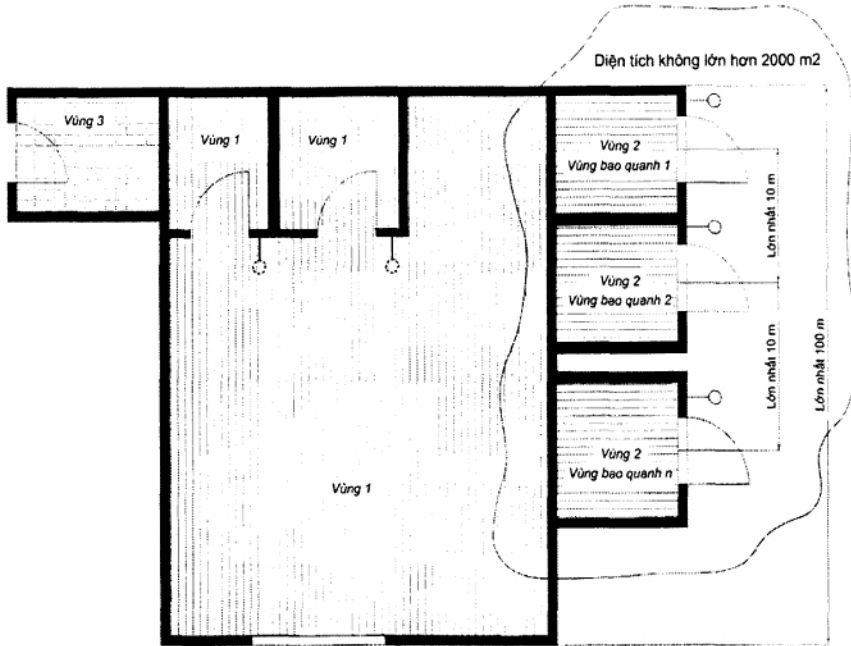 Diện tích không lớn hơn 2000 m2
Vùng 3
Vùng 1
Vùng 1
Vùng 2
Vùng bao quanh 1
Lớn nhất 10 m
Vùng 2
Vùng bao quanh 2
Lớn nhất 10 m
Lớn nhất 100 m
Vùng 2
Vùng bao quanh n
Vùng 1